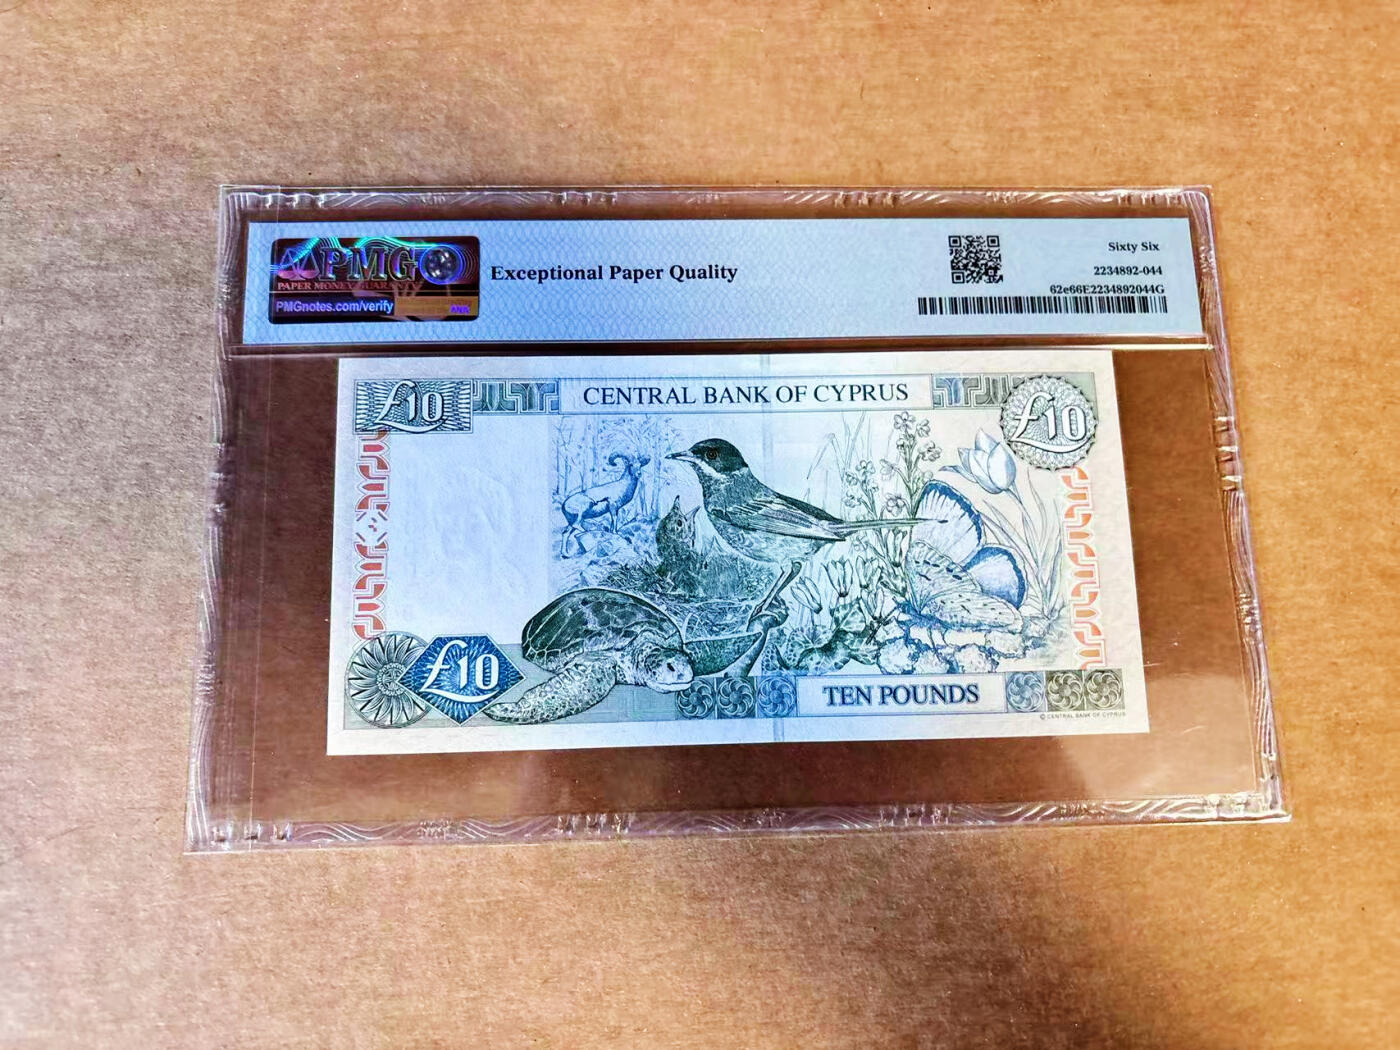 PMG
PAPER MONEY GUARANTY
PMGnotes.com/verify
ANA
Exceptional Paper Quality
Sixty Six
2234892-044
62e66E2234892044G
£10
CENTRAL BANK OF CYPRUS
£10
£10
TEN POUNDS
© CENTRAL BANK OF CYPRUS